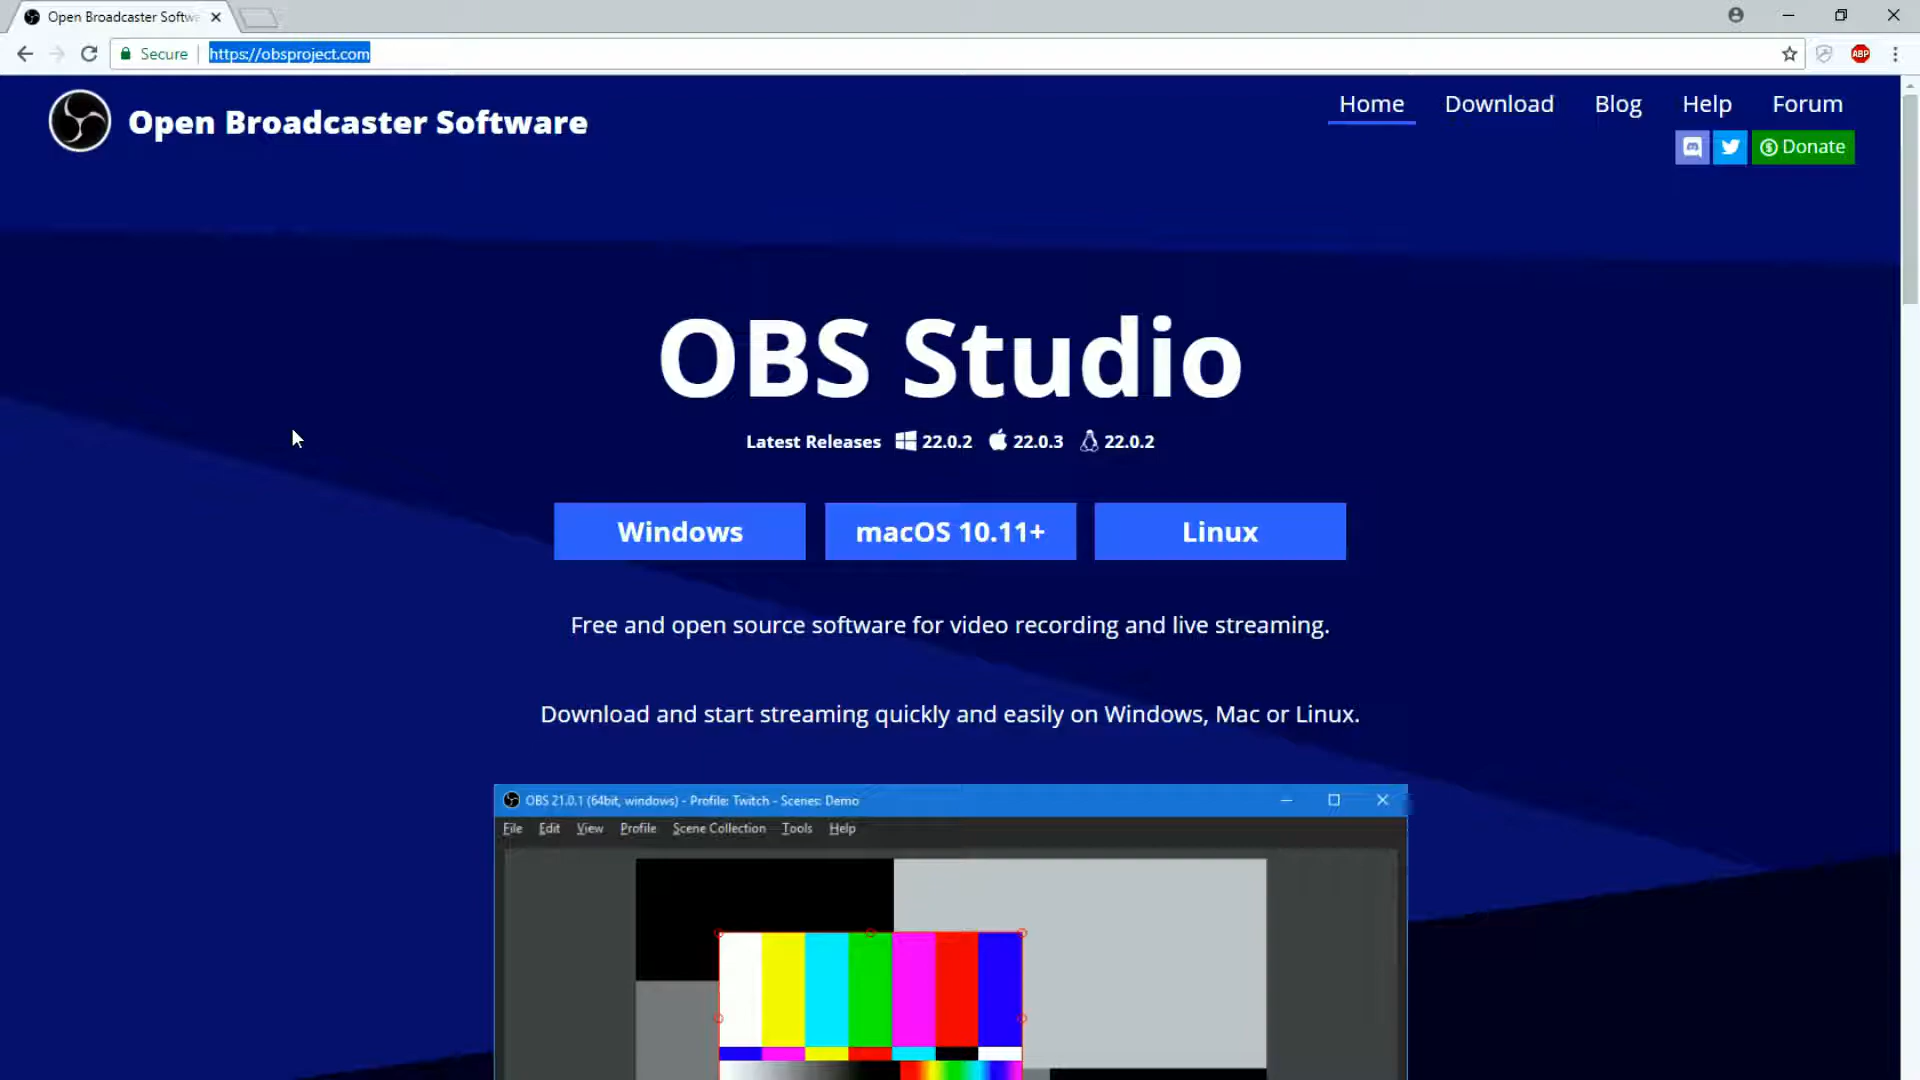 Open Broadcaster Softw
Secure
https://obsproject.com
ABP
Open Broadcaster Software
Home
Download
Blog
Help
Forum
Donate
OBS Studio
Latest Releases 22.0.2 22.0.3 22.0.2
Windows
macOS 10.11+
Linux
Free and open source software for video recording and live streaming.
Download and start streaming quickly and easily on Windows, Mac or Linux.
OBS 21.0.1 (64bit, windows) - Profile: Twitch - Scenes: Demo
File Edit View Profile Scene Collection Tools Help